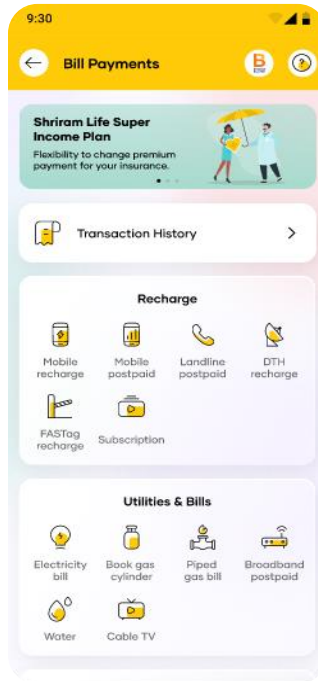 9:30
Bill Payments
Shriram Life Super
Income Plan
Flexibility to change premium
payment for your insurance.
Transaction History
Recharge
Mobile
recharge
Mobile
postpaid
Landline
postpaid
DTH
recharge
FASTag
recharge
Subscription
Utilities & Bills
Electricity
bill
Book gas
cylinder
Piped
gas bill
Broadband
postpaid
Water
Cable TV